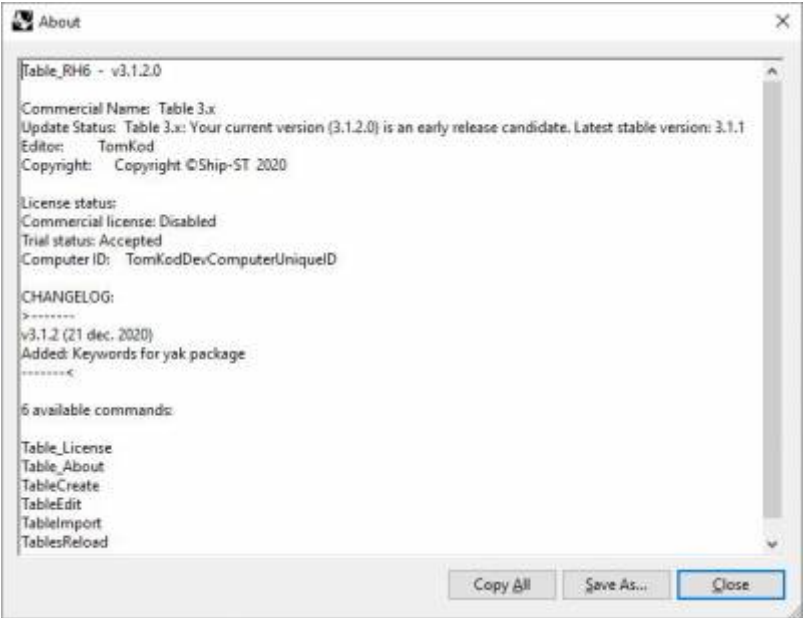 About
Table_RH6 - v3.1.2.0
Commercial Name: Table 3.x
Update Status: Table 3.x: Your current version (3.1.2.0) is an early release candidate. Latest stable version: 3.1.1
Editor: TomKod
Copyright: Copyright ©Ship-ST 2020
License status:
Commercial license: Disabled
Trial status: Accepted
Computer ID: TomKodDevComputerUniqueID
CHANGELOG:
>-------
v3.1.2 (21 dec. 2020)
Added: Keywords for yak package
-------<
6 available commands:
Table_License
Table_About
TableCreate
TableEdit
TableImport
TablesReload
Copy All Save As... Close